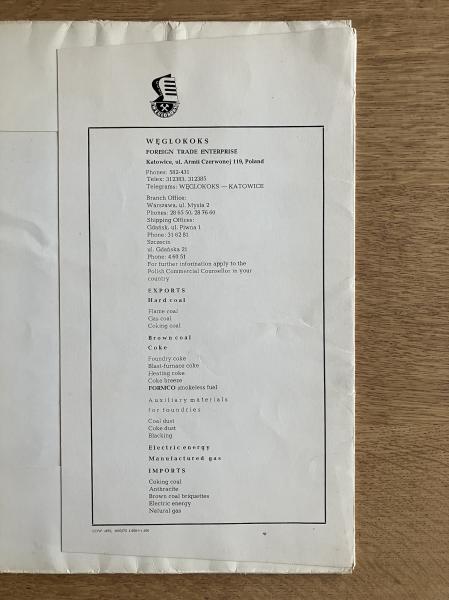 WĘGLOKOKS
FOREIGN TRADE ENTERPRISE
Katowice, ul. Armii Czerwonej 119, Poland
Phones: 582-431
Telex: 312383, 312385
Telegrams: WĘGLOKOKS — KATOWICE
Branch Office:
Warszawa, ul. Mysia 2
Phones: 28 65 50, 28 76 60
Shipping Offices:
Gdańsk, ul. Piwna 1
Phone: 31 62 81
Szczecin
ul. Gdańska 21
Phone: 4 60 51
For further information apply to the
Polish Commercial Counsellor in your
country
EXPORTS
Hard coal
Flame coal
Gas coal
Coking coal
Brown coal
Coke
Foundry coke
Blast-furnace coke
Heating coke
Coke breeze
FORMCO smokeless fuel
Auxiliary materials
for foundries
Coal dust
Coke dust
Blacking
Electric energy
Manufactured gas
IMPORTS
Coking coal
Anthracite
Brown coal briquettes
Electric energy
Natural gas